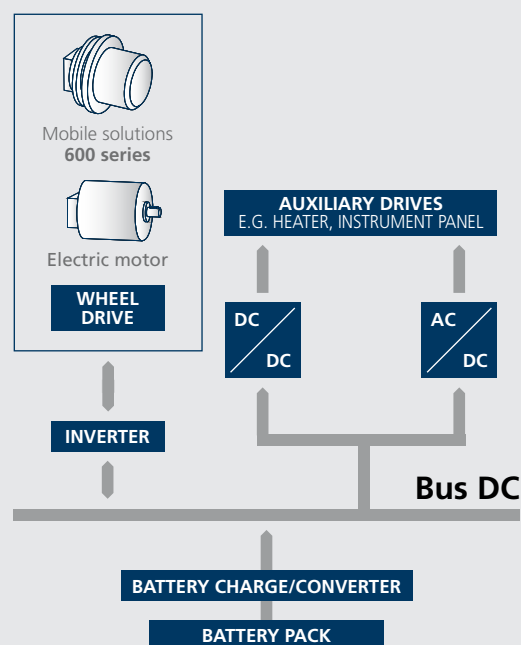 Mobile solutions
600 series
Electric motor
WHEEL
DRIVE
AUXILIARY DRIVES
E.G. HEATER, INSTRUMENT PANEL
DC
DC
AC
DC
INVERTER
Bus DC
BATTERY CHARGE/CONVERTER
BATTERY PACK